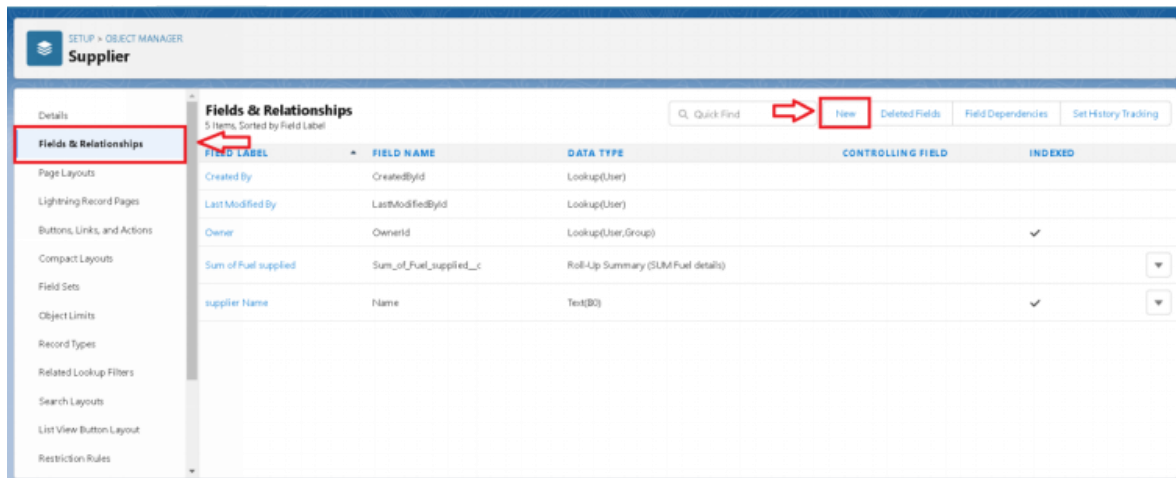 SETUP > OBJECT MANAGER
Supplier
Details
Fields & Relationships
Page Layouts
Lightning Record Pages
Buttons, Links, and Actions
Compact Layouts
Field Sets
Object Limits
Record Types
Related Lookup Filters
Search Layouts
List View Button Layout
Restriction Rules
Fields & Relationships
5 Items, Sorted by Field Label
Quick Find
New
Deleted Fields
Field Dependencies
Set History Tracking
FIELD LABEL FIELD NAME DATA TYPE CONTROLLING FIELD INDEXED
Created By CreatedById Lookup(User)
Last Modified By LastModifiedById Lookup(User)
Owner OwnerId Lookup(User,Group)
Sum of Fuel supplied Sum_of_Fuel_supplied__c Roll-Up Summary (SUM Fuel details)
supplier Name Name Text(80)